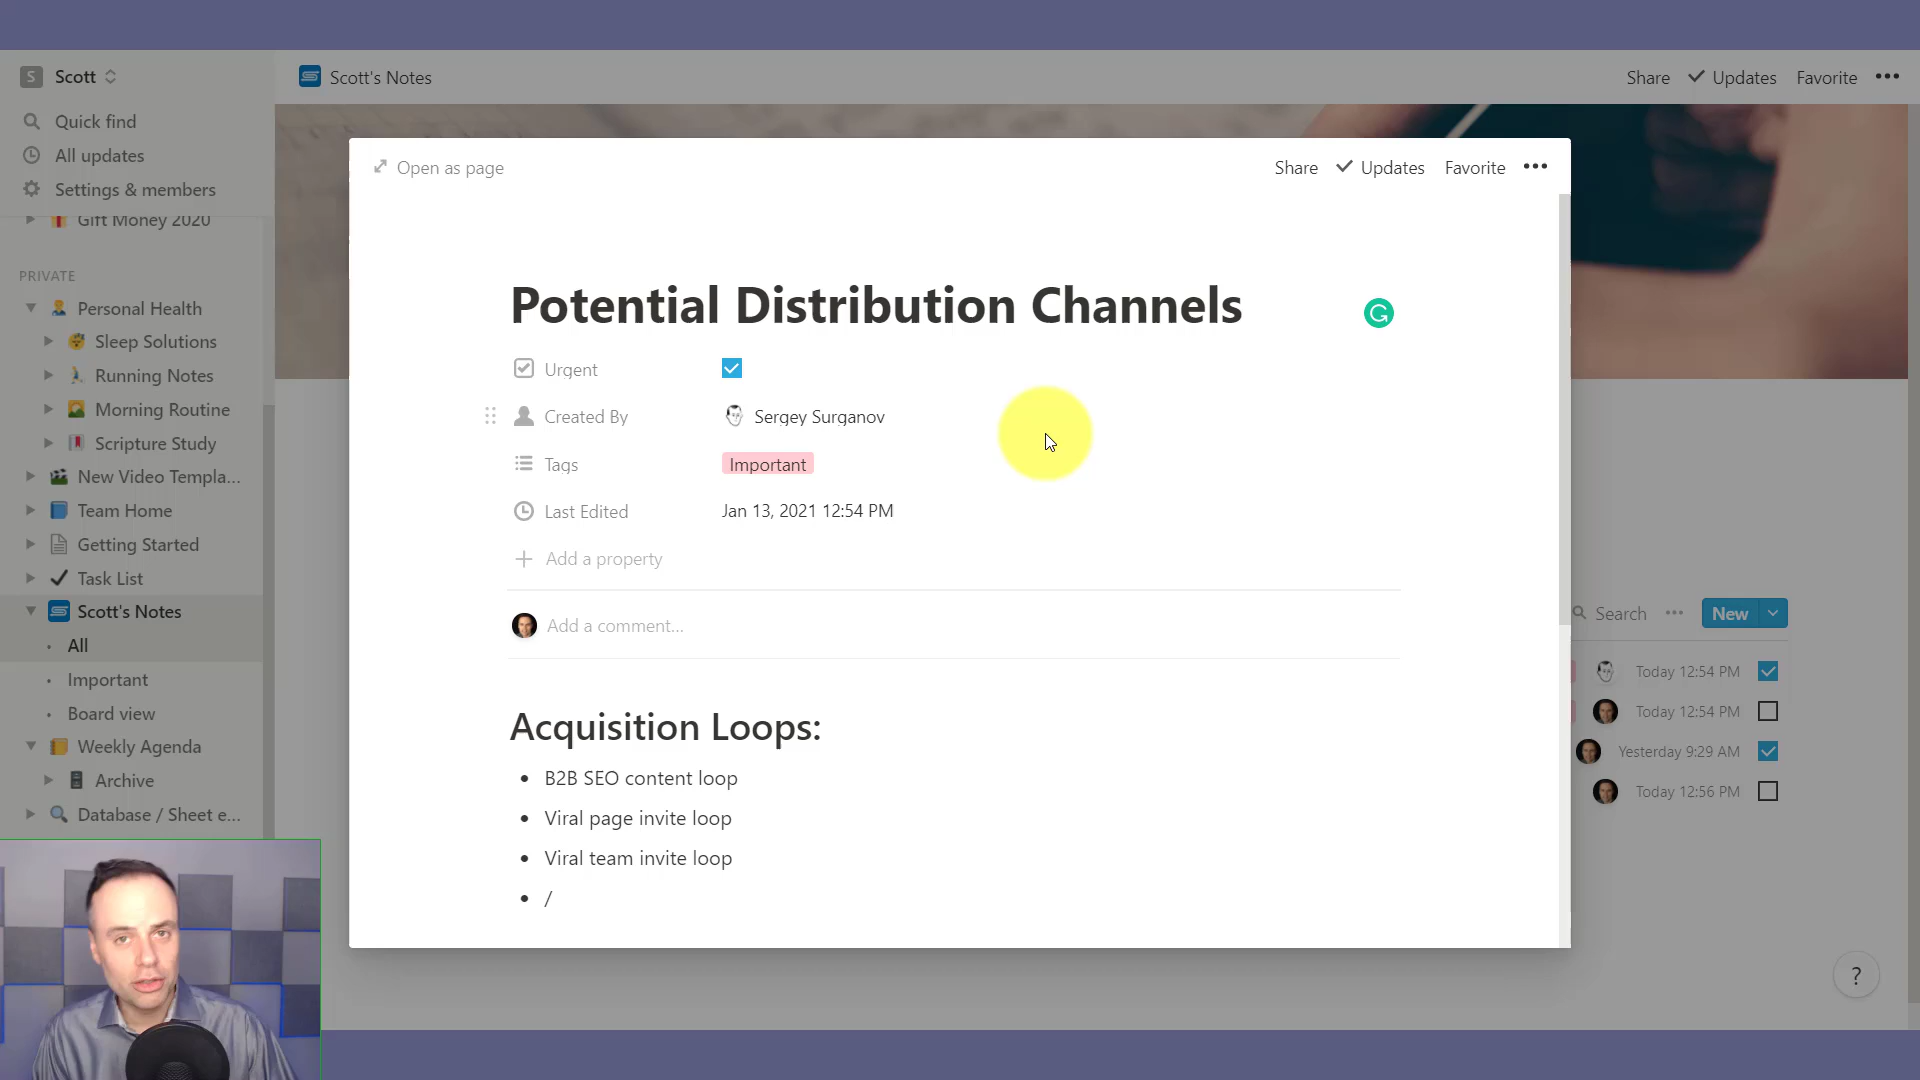 S Scott
Quick find
All updates
Settings & members
Gift Money 2020
PRIVATE
Personal Health
Sleep Solutions
Running Notes
Morning Routine
Scripture Study
New Video Templa...
Team Home
Getting Started
Task List
Scott's Notes
All
Important
Board view
Weekly Agenda
Archive
Database / Sheet e...
Scott's Notes
Share Updates Favorite •••
Open as page
Share Updates Favorite •••
Potential Distribution Channels
Urgent
Created By Sergey Surganov
Tags Important
Last Edited Jan 13, 2021 12:54 PM
+ Add a property
Add a comment...
Acquisition Loops:
• B2B SEO content loop
• Viral page invite loop
• Viral team invite loop
• /
Search ••• New
Today 12:54 PM
Today 12:54 PM
Yesterday 9:29 AM
Today 12:56 PM
?